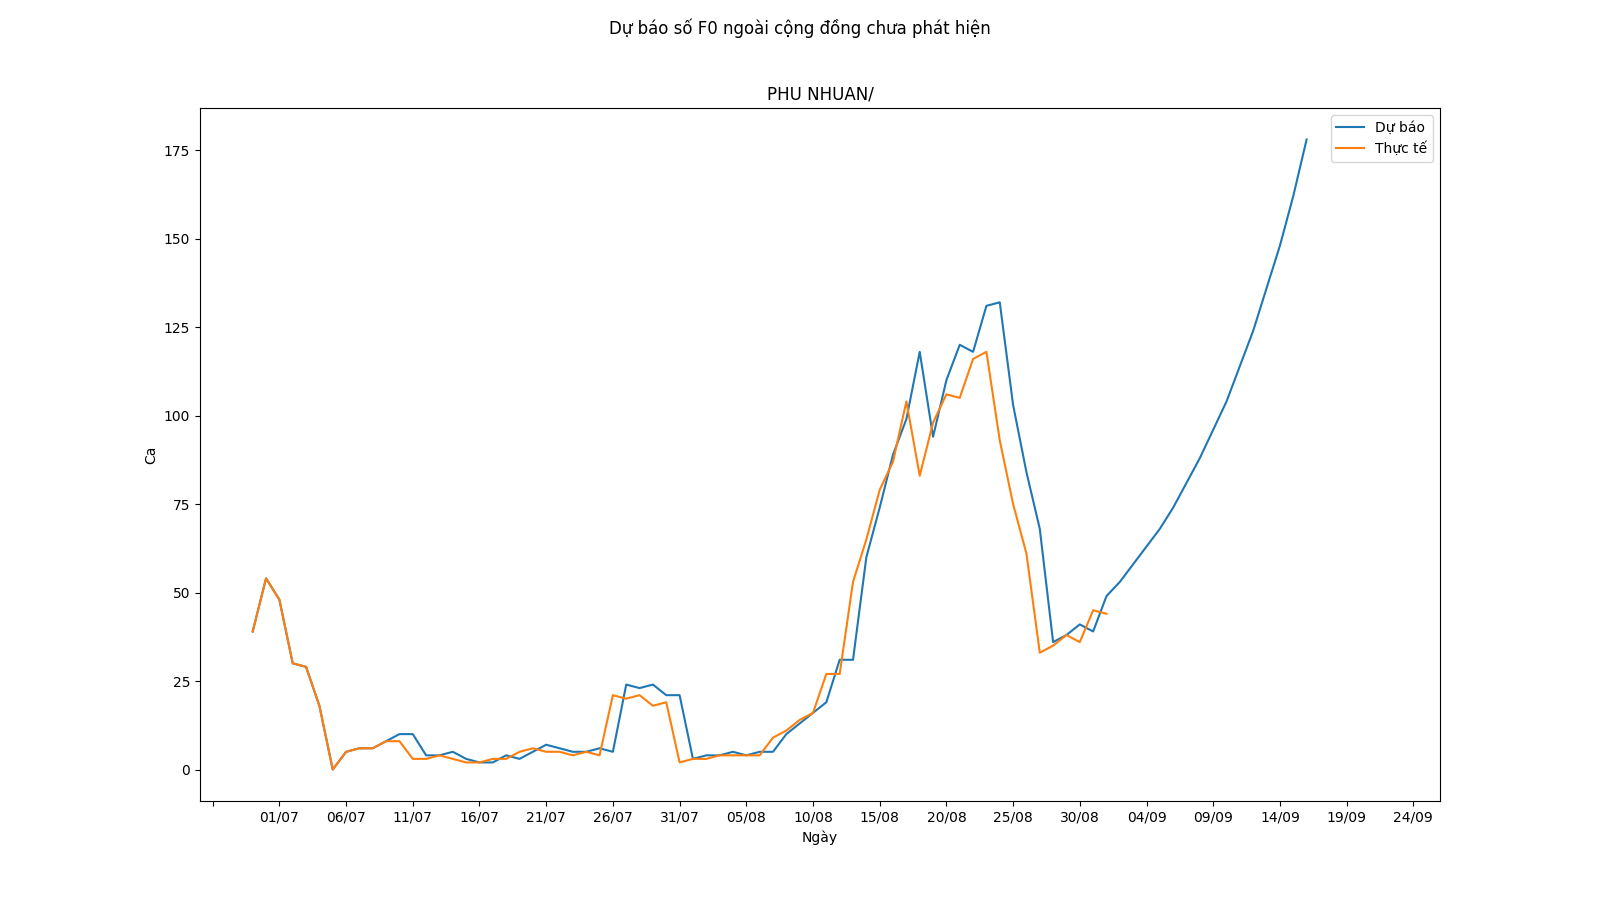 Dự báo số F0 ngoài cộng đồng chưa phát hiện
PHU NHUAN/
Dự báo
Thực tế
175
150
125
100
75
50
25
0
Ca
01/07 06/07 11/07 16/07 21/07 26/07 31/07 05/08 10/08 15/08 20/08 25/08 30/08 04/09 09/09 14/09 19/09 24/09
Ngày